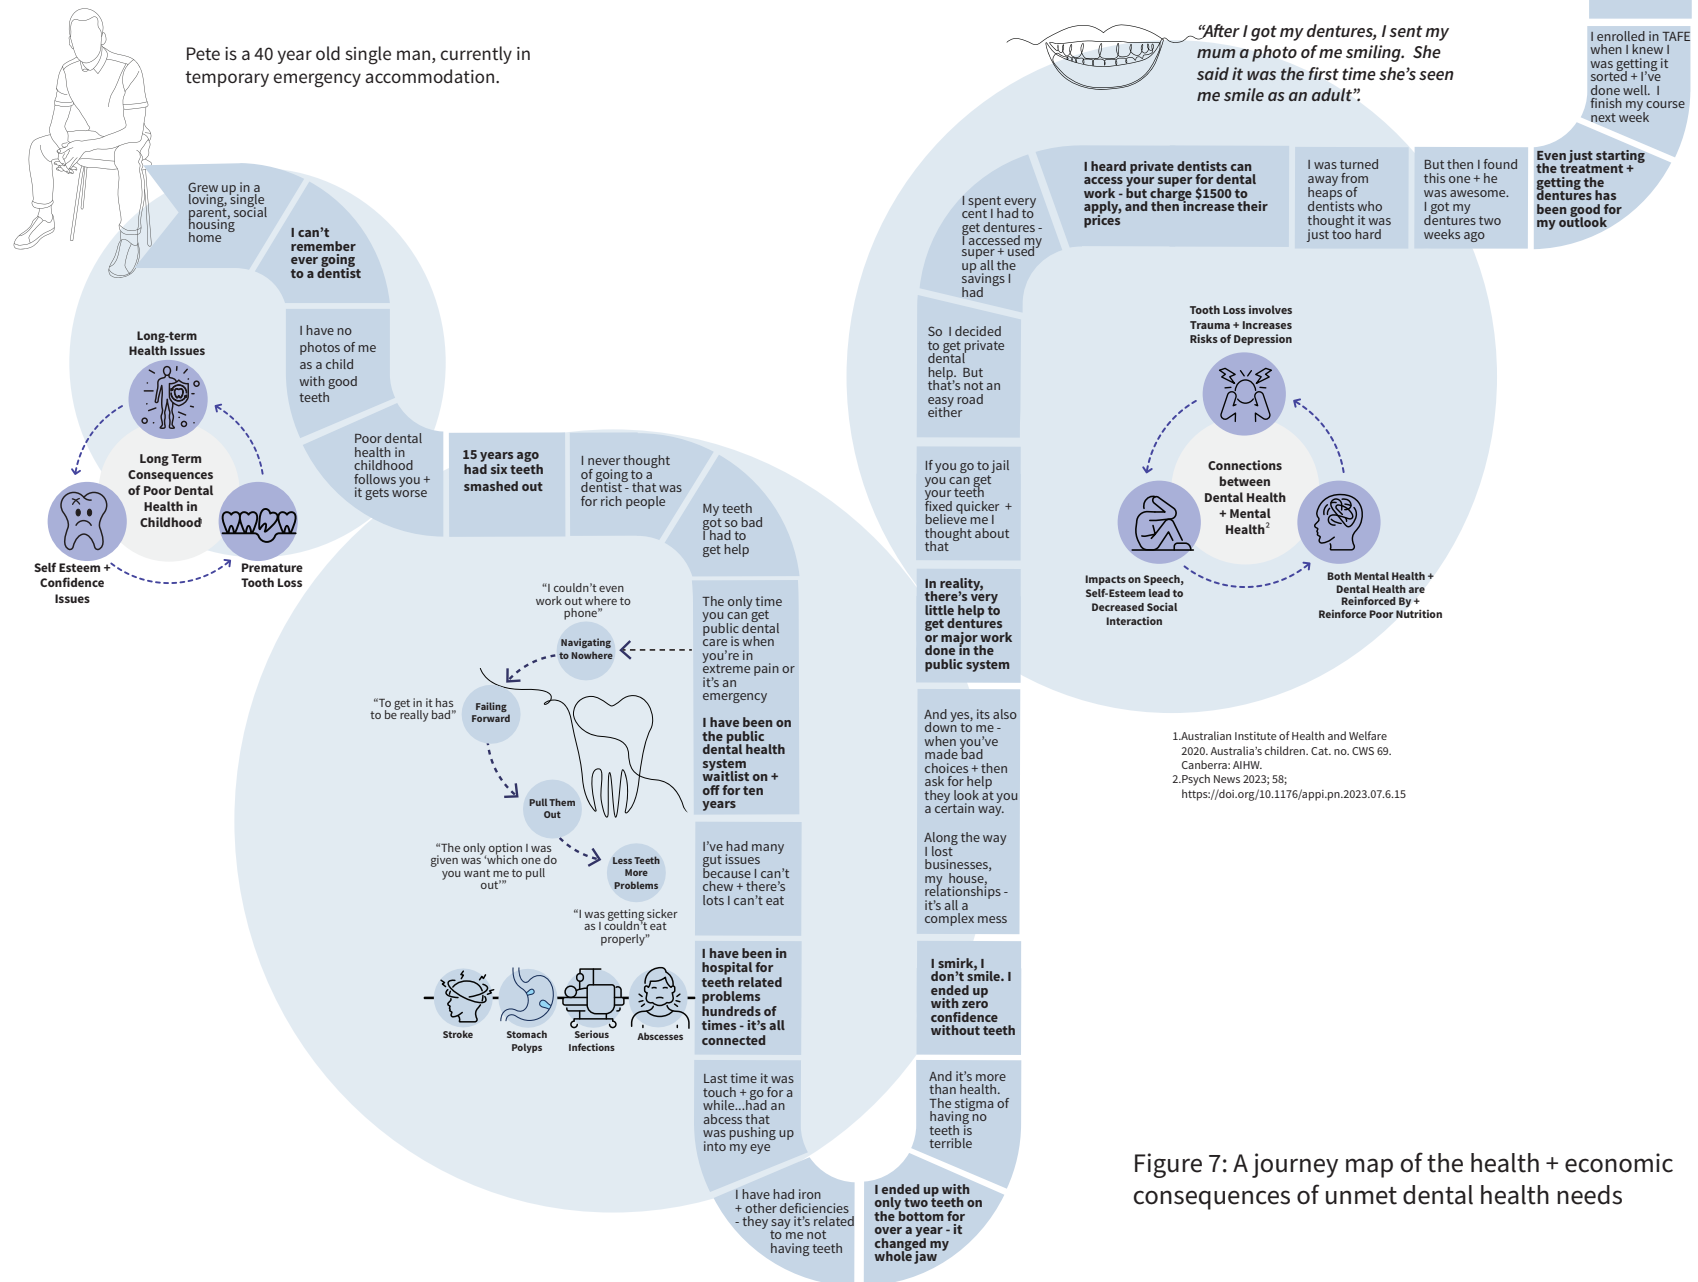 Pete is a 40 year old single man, currently in
temporary emergency accommodation.
Grew up in a
loving, single
parent, social
housing
home
I can't
remember
ever going
to a dentist
I have no
photos of me
as a child
with good
teeth
Poor dental
health in
childhood
follows you +
it gets worse
Long-term
Health Issues
Long Term
Consequences
of Poor Dental
Health in
Childhood1
Self Esteem +
Confidence
Issues
Premature
Tooth Loss
15 years ago
had six teeth
smashed out
I never thought
of going to a
dentist - that was
for rich people
My teeth
got so bad
I had to
get help
The only time
you can get
public dental
care is when
you're in
extreme pain or
it's an
emergency
I have been on
the public
dental health
system
waitlist on +
off for ten
years
“I couldn't even
work out where to
phone”
Navigating
to Nowhere
“To get in it has
to be really bad”
Failing
Forward
Pull Them
Out
“The only option I was
given was ‘which one do
you want me to pull
out’”
Less Teeth
More
Problems
“I was getting sicker
as I couldn't eat
properly”
I've had many
gut issues
because I can't
chew + there's
lots I can't eat
I have been in
hospital for
teeth related
problems
hundreds of
times - it's all
connected
Stroke
Stomach
Polyps
Serious
Infections
Abscesses
Last time it was
touch + go for a
while...had an
abcess that
was pushing up
into my eye
I have had iron
+ other deficiencies
- they say it's related
to me not
having teeth
I ended up with
only two teeth on
the bottom for
over a year - it
changed my
whole jaw
And it's more
than health.
The stigma of
having no
teeth is
terrible
I smirk, I
don't smile. I
ended up
with zero
confidence
without teeth
And yes, its also
down to me -
when you've
made bad
choices + then
ask for help
they look at you
a certain way.
Along the way
I lost
businesses,
my house,
relationships -
it's all a
complex mess
In reality,
there's very
little help to
get dentures
or major work
done in the
public system
If you go to jail
you can get
your teeth
fixed quicker +
believe me I
thought about
that
So I decided
to get private
dental
help. But
that's not an
easy road
either
I spent every
cent I had to
get dentures -
I accessed my
super + used
up all the
savings I
had
I heard private dentists can
access your super for dental
work - but charge $1500 to
apply, and then increase their
prices
I was turned
away from
heaps of
dentists who
thought it was
just too hard
But then I found
this one + he
was awesome.
I got my
dentures two
weeks ago
Even just starting
the treatment +
getting the
dentures has
been good for
my outlook
I enrolled in TAFE
when I knew I
was getting it
sorted + I've
done well. I
finish my course
next week
“After I got my dentures, I sent my
mum a photo of me smiling. She
said it was the first time she's seen
me smile as an adult”.
Tooth Loss involves
Trauma + Increases
Risks of Depression
Connections
between
Dental Health
+ Mental
Health2
Impacts on Speech,
Self-Esteem lead to
Decreased Social
Interaction
Both Mental Health +
Dental Health are
Reinforced By +
Reinforce Poor Nutrition
1.Australian Institute of Health and Welfare
2020. Australia's children. Cat. no. CWS 69.
Canberra: AIHW.
2.Psych News 2023; 58;
https://doi.org/10.1176/appi.pn.2023.07.6.15
Figure 7: A journey map of the health + economic
consequences of unmet dental health needs